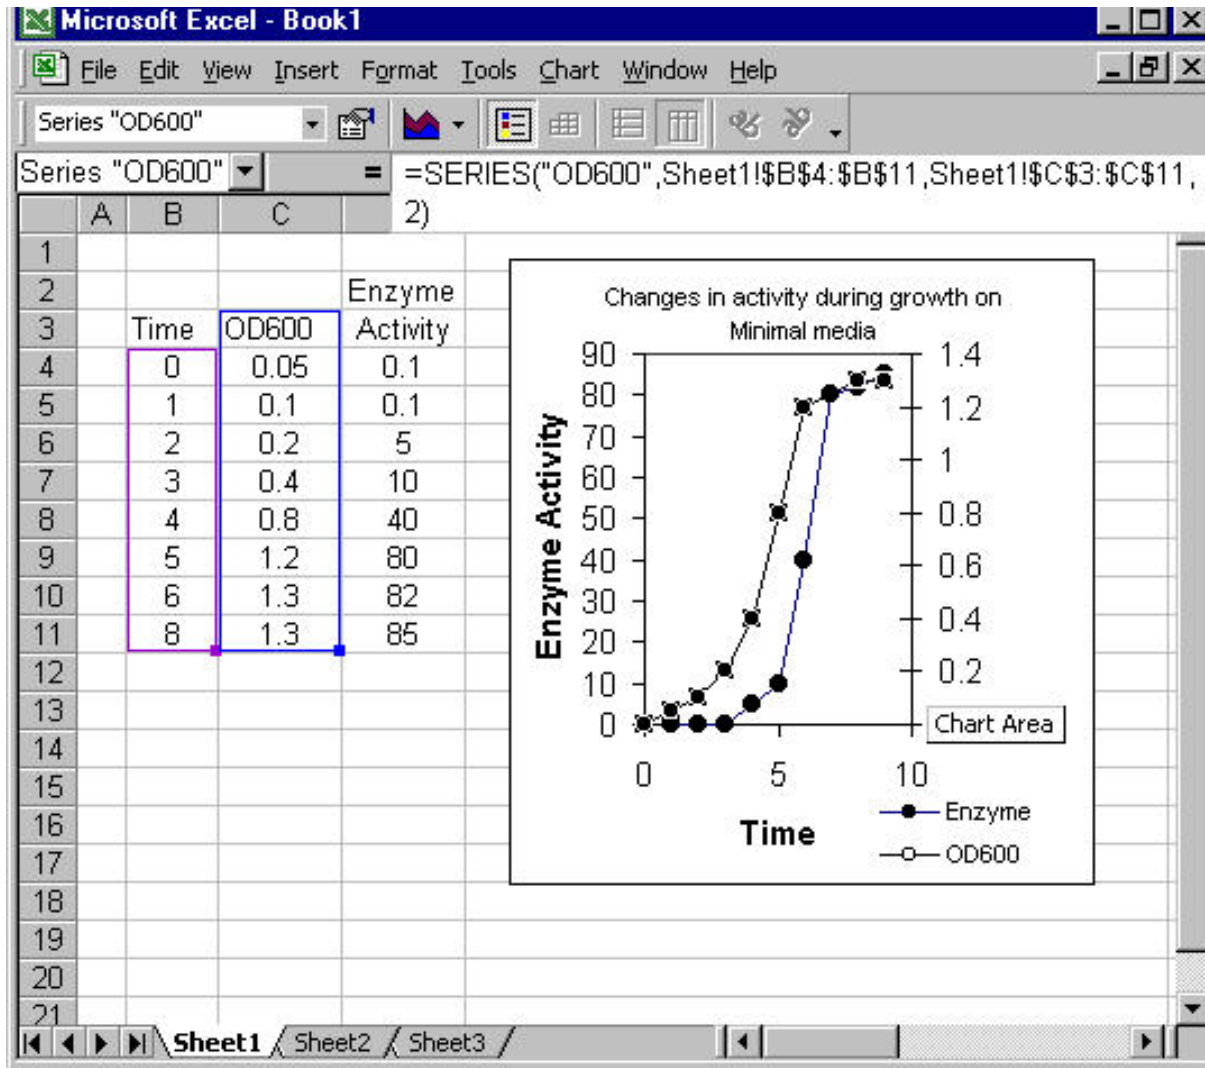 Microsoft Excel - Book1
File Edit View Insert Format Tools Chart Window Help
Series "OD600"
Series "OD600" = =SERIES("OD600",Sheet1!$B$4:$B$11,Sheet1!$C$3:$C$11,
2)
A B C
1
2 Enzyme
3 Time OD600 Activity
4 0 0.05 0.1
5 1 0.1 0.1
6 2 0.2 5
7 3 0.4 10
8 4 0.8 40
9 5 1.2 80
10 6 1.3 82
11 8 1.3 85
12
13
14
15
16
17
18
19
20
21
Changes in activity during growth on
Minimal media
Enzyme Activity
90
80
70
60
50
40
30
20
10
0
1.4
1.2
1
0.8
0.6
0.4
0.2
Chart Area
0 5 10
Time
Enzyme
OD600
Sheet1 Sheet2 Sheet3